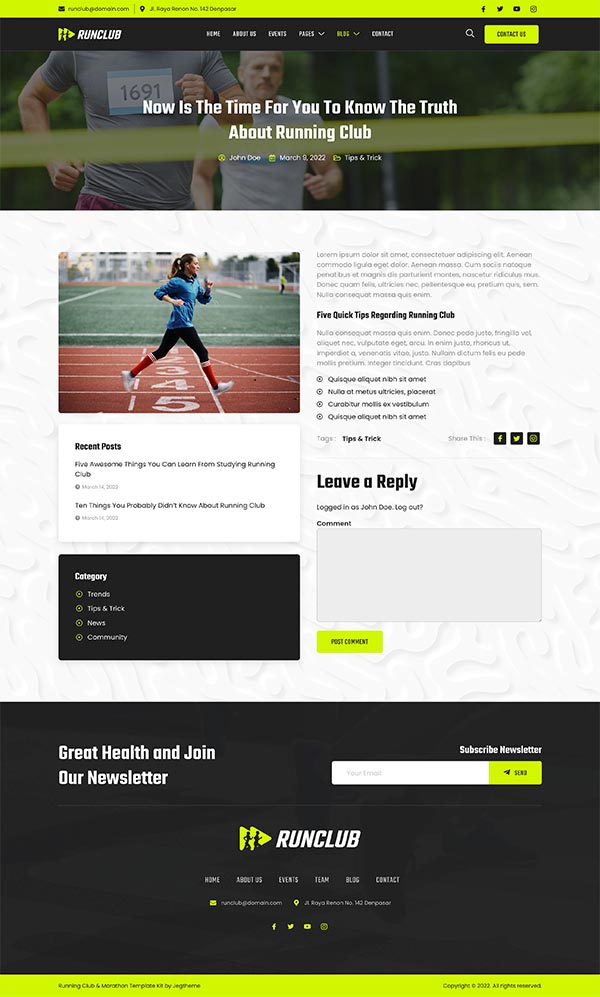 runclub@domain.com Jl. Raya Renon No. 142 Denpasar
RUNCLUB HOME ABOUT US EVENTS PAGES BLOG CONTACT CONTACT US
1691
Now Is The Time For You To Know The Truth
About Running Club
John Doe March 9, 2022 Tips & Trick
Lorem ipsum dolor sit amet, consectetuer adipiscing elit. Aenean
commodo ligula eget dolor. Aenean massa. Cum sociis natoque
penatibus et magnis dis parturient montes, nascetur ridiculus mus.
Donec quam felis, ultricies nec, pellentesque eu, pretium quis, sem.
Nulla consequat massa quis enim.
Five Quick Tips Regarding Running Club
Nulla consequat massa quis enim. Donec pede justo, fringilla vel,
aliquet nec, vulputate eget, arcu. In enim justo, rhoncus ut,
imperdiet a, venenatis vitae, justo. Nullam dictum felis eu pede
mollis pretium. Integer tincidunt. Cras dapibus
Quisque aliquet nibh sit amet
Nulla at metus ultricies, placerat
Curabitur mollis ex vestibulum
Quisque aliquet nibh sit amet
Tags : Tips & Trick Share This :
345
Recent Posts
Five Awesome Things You Can Learn From Studying Running
Club
March 14, 2022
Ten Things You Probably Didn't Know About Running Club
March 14, 2022
Category
Trends
Tips & Trick
News
Community
Leave a Reply
Logged in as John Doe. Log out?
Comment
POST COMMENT
Great Health and Join
Our Newsletter
Subscribe Newsletter
Your Email SEND
RUNCLUB
HOME ABOUT US EVENTS TEAM BLOG CONTACT
runclub@domain.com Jl. Raya Renon No. 142 Denpasar
Running Club & Marathon Template Kit by Jegtheme Copyright © 2022. All rights reserved.